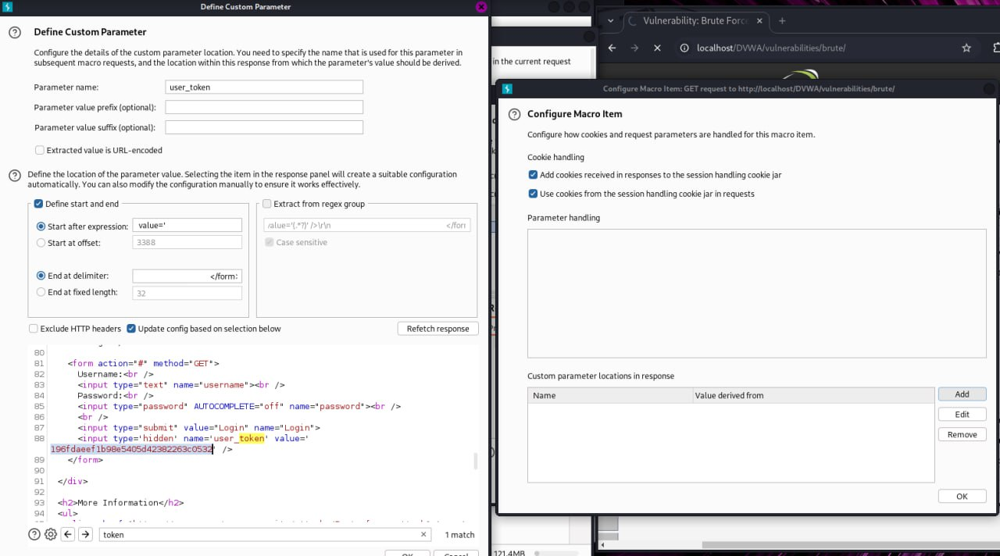 Define Custom Parameter
Define Custom Parameter
Configure the details of the custom parameter location. You need to specify the name that is used for this parameter in
subsequent macro requests, and the location within this response from which the parameter's value should be derived.
Parameter name: user_token
Parameter value prefix (optional):
Parameter value suffix (optional):
Extracted value is URL-encoded
Define the location of the parameter value. Selecting the item in the response panel will create a suitable configuration
automatically. You can also modify the configuration manually to ensure it works effectively.
Define start and end
Start after expression: value='
Start at offset: 3388
End at delimiter: </form:
End at fixed length: 32
Extract from regex group
value='(.*?)' />\r\n </for
Case sensitive
Exclude HTTP headers Update config based on selection below Refetch response
80
81 <form action="#" method="GET">
82 Username:<br />
83 <input type="text" name="username"><br />
84 Password:<br />
85 <input type="password" AUTOCOMPLETE="off" name="password"><br />
86 <br />
87 <input type="submit" value="Login" name="Login">
88 <input type='hidden' name='user_token' value='
196fdaeef1b98e5405d42382263c0532' />
89 </form>
90
91 </div>
92
93 <h2>More Information</h2>
94 <ul>
token 1 match
OK Cancel
in the current request
121.4MB
Vulnerability: Brute Force
localhost/DVWA/vulnerabilities/brute/
Configure Macro Item: GET request to http://localhost/DVWA/vulnerabilities/brute/
Configure Macro Item
Configure how cookies and request parameters are handled for this macro item.
Cookie handling
Add cookies received in responses to the session handling cookie jar
Use cookies from the session handling cookie jar in requests
Parameter handling
Custom parameter locations in response
Name Value derived from
Add
Edit
Remove
OK